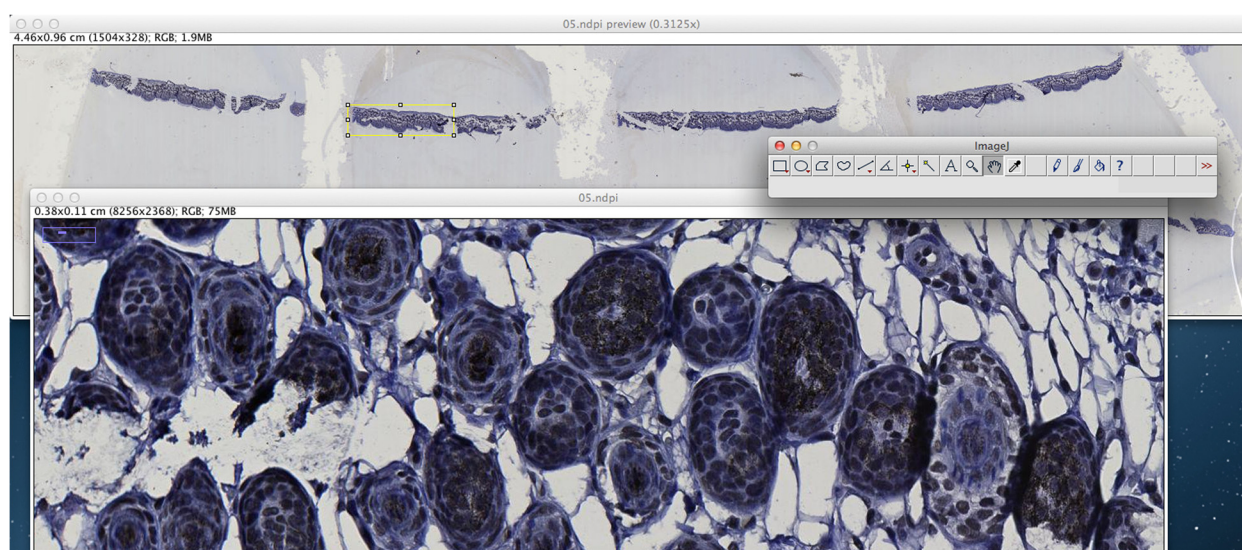 05.ndpi preview (0.3125x)
4.46x0.96 cm (1504x328); RGB; 1.9MB
ImageJ
A
?
>>
05.ndpi
0.38x0.11 cm (8256x2368); RGB; 75MB